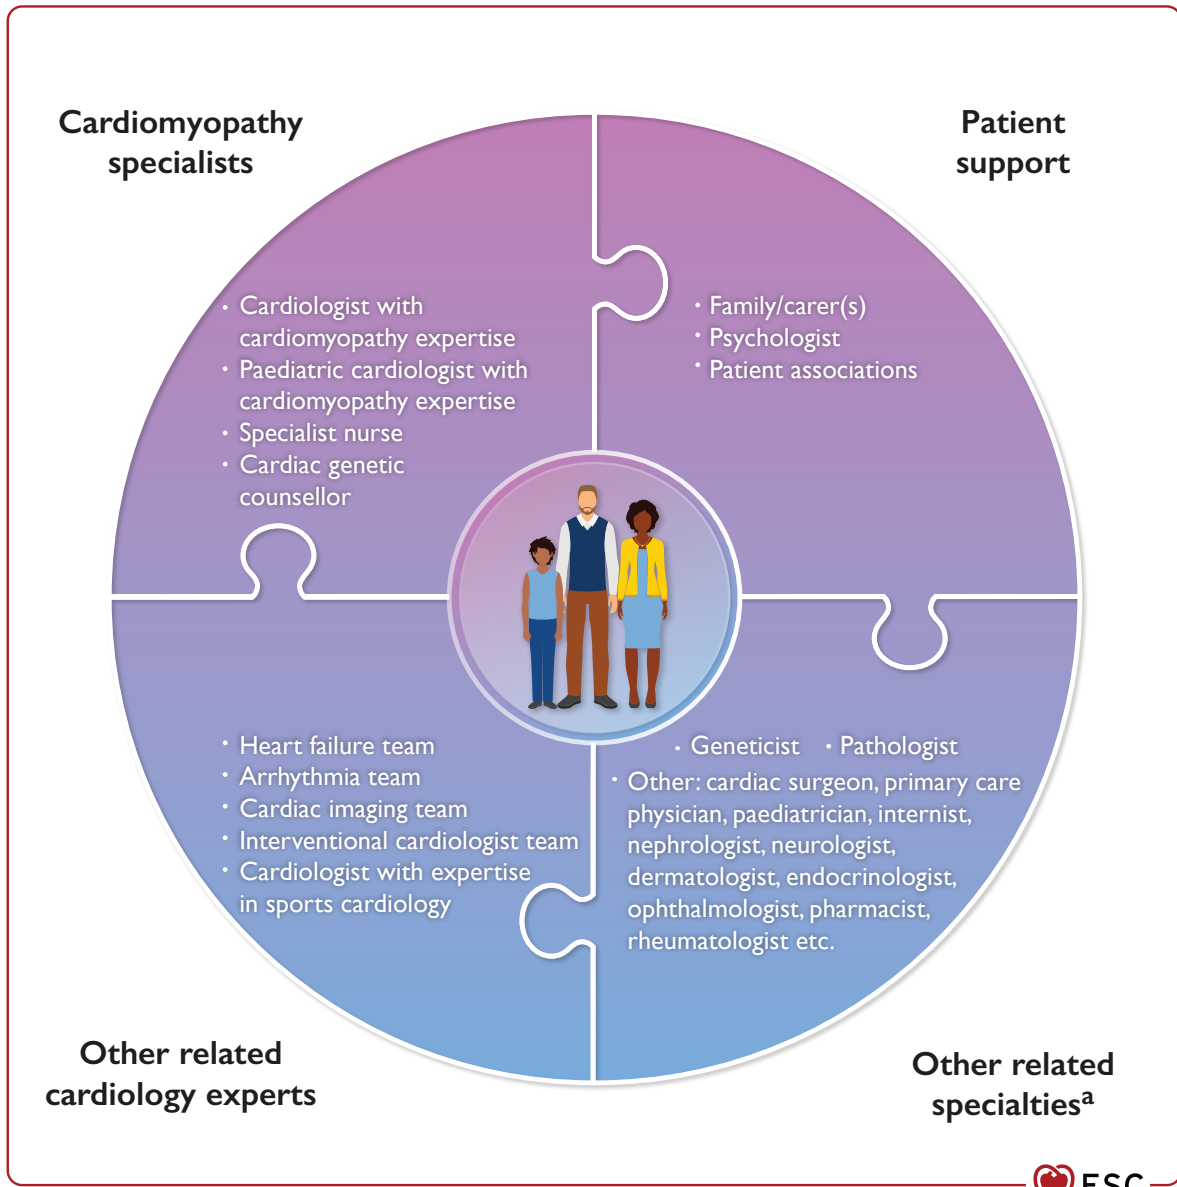 Cardiomyopathy
specialists
Patient
support
· Cardiologist with
cardiomyopathy expertise
· Paediatric cardiologist with
cardiomyopathy expertise
· Specialist nurse
· Cardiac genetic
counsellor
· Family/carer(s)
· Psychologist
· Patient associations
· Heart failure team
· Arrhythmia team
· Cardiac imaging team
· Interventional cardiologist team
· Cardiologist with expertise
in sports cardiology
· Geneticist · Pathologist
· Other: cardiac surgeon, primary care
physician, paediatrician, internist,
nephrologist, neurologist,
dermatologist, endocrinologist,
ophthalmologist, pharmacist,
rheumatologist etc.
Other related
cardiology experts
Other related
specialtiesᵃ
ESC